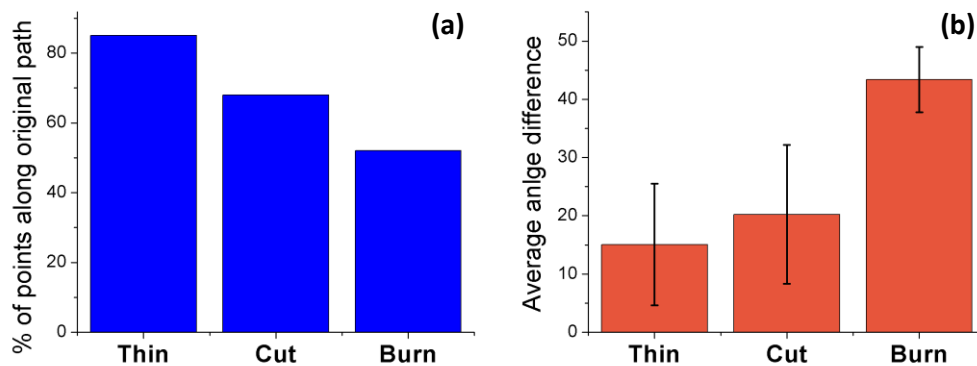 (a)
% of points along original path
80
60
40
20
0
Thin Cut Burn
(b)
Average anlge difference
50
40
30
20
10
0
Thin Cut Burn